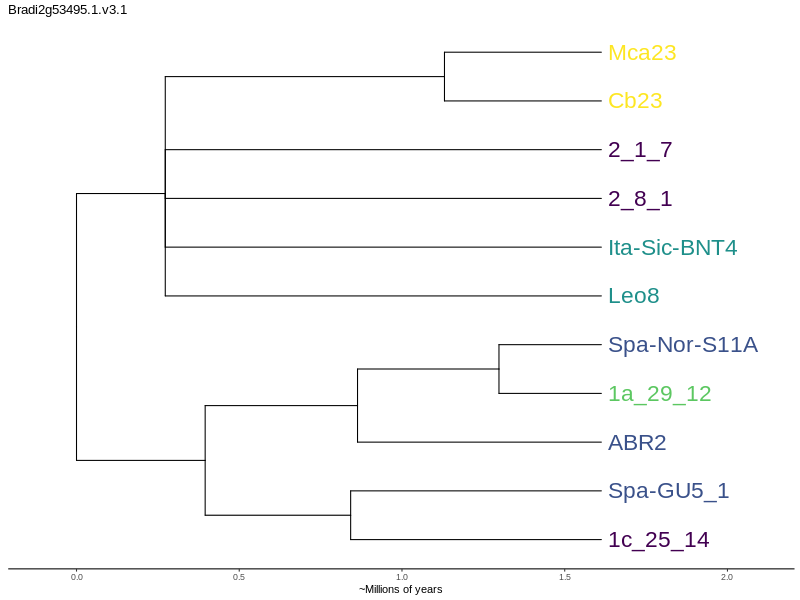 Bradi2g53495.1.v3.1
Mca23
Cb23
2_1_7
2_8_1
Ita-Sic-BNT4
Leo8
Spa-Nor-S11A
1a_29_12
ABR2
Spa-GU5_1
1c_25_14
0.0 0.5 1.0 1.5 2.0
~Millions of years